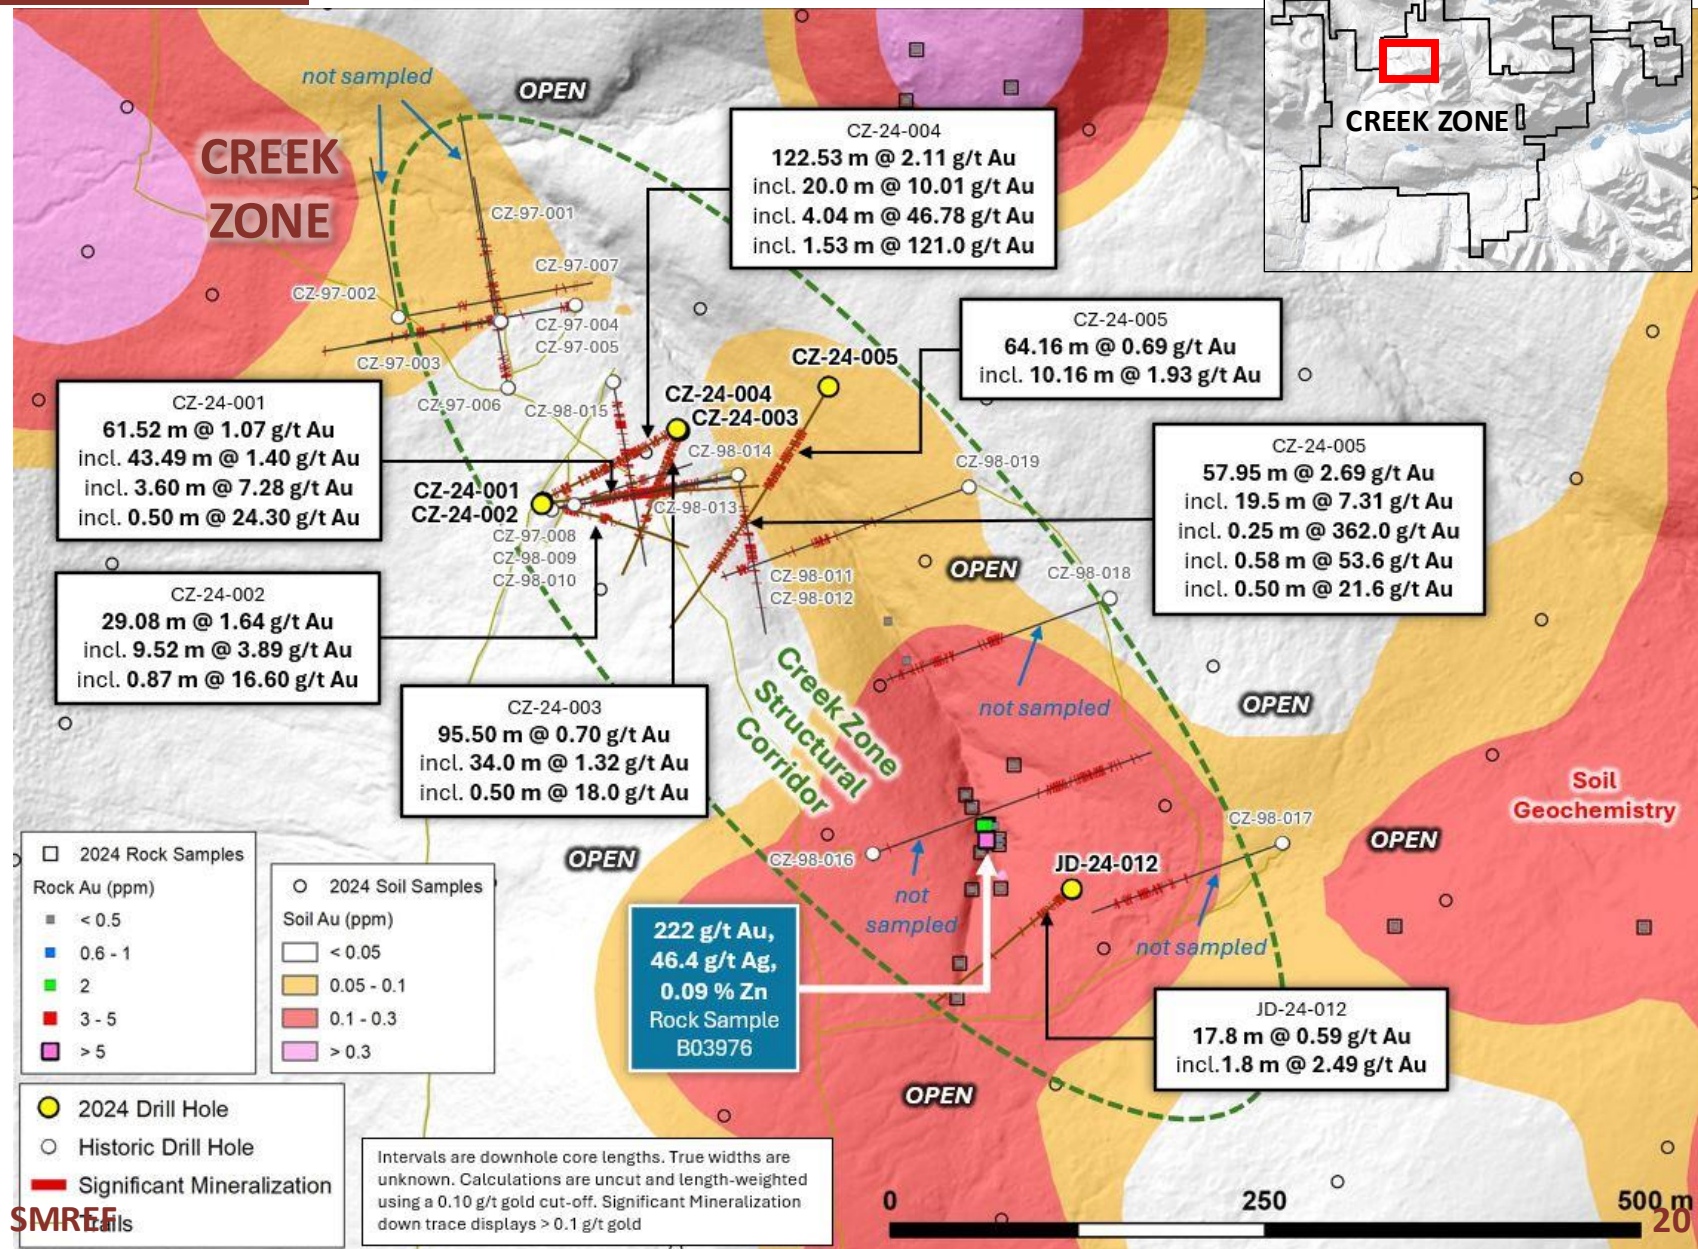 not sampled
OPEN
CREEK
ZONE
CREEK ZONE
CZ-24-004
122.53 m @ 2.11 g/t Au
incl. 20.0 m @ 10.01 g/t Au
incl. 4.04 m @ 46.78 g/t Au
incl. 1.53 m @ 121.0 g/t Au
CZ-97-001
CZ-97-007
CZ-97-002
CZ-97-004
CZ-97-005
CZ-97-003
CZ-97-006
CZ-98-015
CZ-24-005
64.16 m @ 0.69 g/t Au
incl. 10.16 m @ 1.93 g/t Au
CZ-24-005
CZ-24-004
CZ-24-003
CZ-24-001
61.52 m @ 1.07 g/t Au
incl. 43.49 m @ 1.40 g/t Au
incl. 3.60 m @ 7.28 g/t Au
incl. 0.50 m @ 24.30 g/t Au
CZ-98-014
CZ-98-019
CZ-24-005
57.95 m @ 2.69 g/t Au
incl. 19.5 m @ 7.31 g/t Au
incl. 0.25 m @ 362.0 g/t Au
incl. 0.58 m @ 53.6 g/t Au
incl. 0.50 m @ 21.6 g/t Au
CZ-24-001
CZ-24-002
CZ-98-013
CZ-97-008
CZ-98-009
CZ-98-010
CZ-98-011
CZ-98-012
OPEN
CZ-98-018
CZ-24-002
29.08 m @ 1.64 g/t Au
incl. 9.52 m @ 3.89 g/t Au
incl. 0.87 m @ 16.60 g/t Au
CZ-24-003
95.50 m @ 0.70 g/t Au
incl. 34.0 m @ 1.32 g/t Au
incl. 0.50 m @ 18.0 g/t Au
Creek Zone
Structural
Corridor
not sampled
OPEN
Soil
Geochemistry
CZ-98-017
OPEN
OPEN
CZ-98-016
JD-24-012
not
sampled
not sampled
222 g/t Au,
46.4 g/t Ag,
0.09 % Zn
Rock Sample
B03976
JD-24-012
17.8 m @ 0.59 g/t Au
incl.1.8 m @ 2.49 g/t Au
OPEN
2024 Rock Samples
Rock Au (ppm)
< 0.5
0.6 - 1
2
3 - 5
> 5
2024 Soil Samples
Soil Au (ppm)
< 0.05
0.05 - 0.1
0.1 - 0.3
> 0.3
2024 Drill Hole
Historic Drill Hole
Significant Mineralization
Trails
Intervals are downhole core lengths. True widths are
unknown. Calculations are uncut and length-weighted
using a 0.10 g/t gold cut-off. Significant Mineralization
down trace displays > 0.1 g/t gold
0 250 500 m
SMREF
20